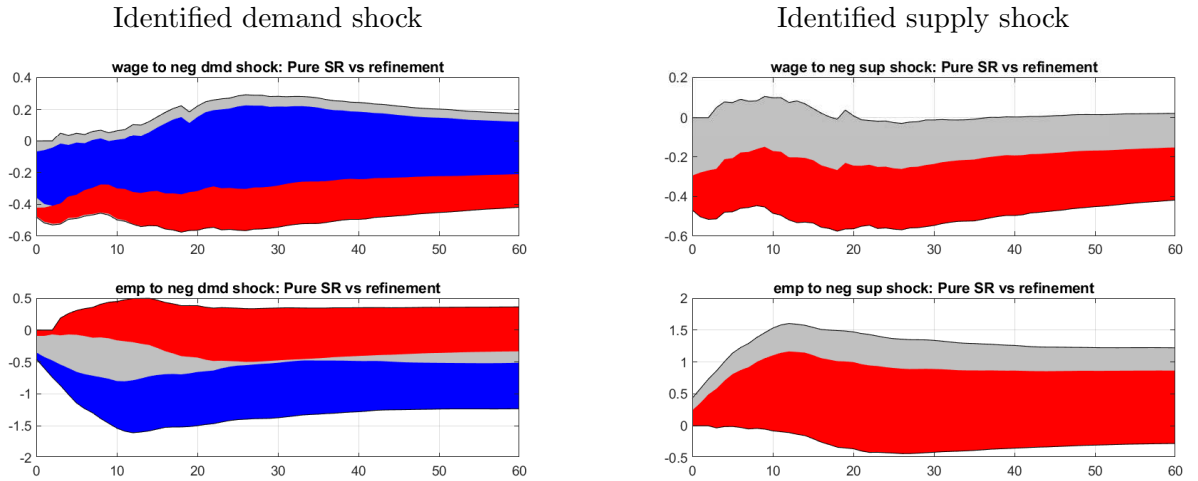 Identified demand shock
Identified supply shock
wage to neg dmd shock: Pure SR vs refinement
0.4
0.2
0
-0.2
-0.4
-0.6
0 10 20 30 40 50 60
wage to neg sup shock: Pure SR vs refinement
0.2
0
-0.2
-0.4
-0.6
0 10 20 30 40 50 60
emp to neg dmd shock: Pure SR vs refinement
0.5
0
-0.5
-1
-1.5
-2
0 10 20 30 40 50 60
emp to neg sup shock: Pure SR vs refinement
2
1.5
1
0.5
0
-0.5
0 10 20 30 40 50 60